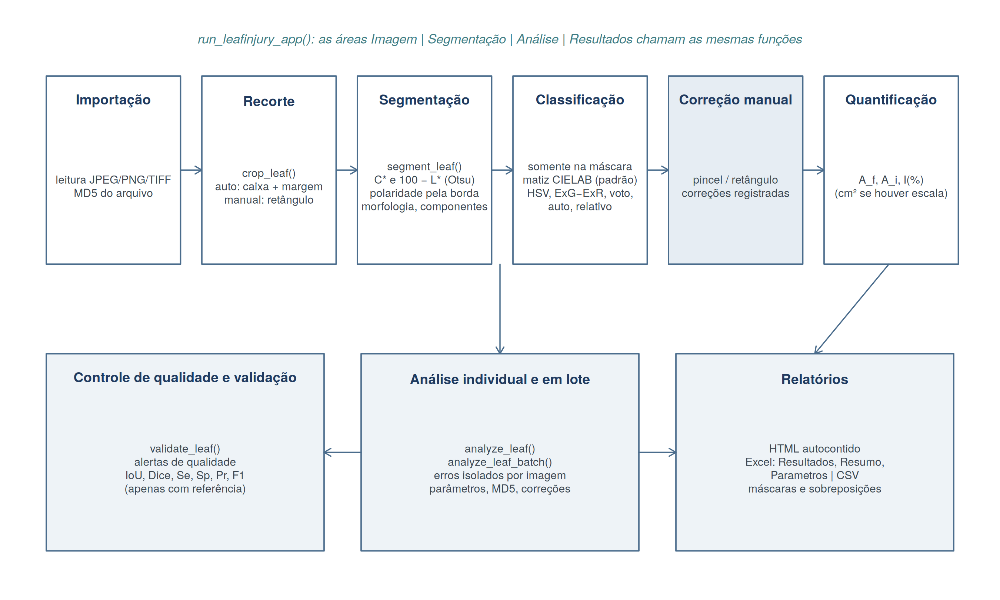 run_leafinjury_app(): as áreas Imagem | Segmentação | Análise | Resultados chamam as mesmas funções
Importação
leitura JPEG/PNG/TIFF
MD5 do arquivo
Recorte
crop_leaf()
auto: caixa + margem
manual: retângulo
Segmentação
segment_leaf()
C* e 100 − L* (Otsu)
polaridade pela borda
morfologia, componentes
Classificação
somente na máscara
matiz CIELAB (padrão)
HSV, ExG−ExR, voto,
auto, relativo
Correção manual
pincel / retângulo
correções registradas
Quantificação
A_f, A_i, I(%)
(cm² se houver escala)
Controle de qualidade e validação
validate_leaf()
alertas de qualidade
IoU, Dice, Se, Sp, Pr, F1
(apenas com referência)
Análise individual e em lote
analyze_leaf()
analyze_leaf_batch()
erros isolados por imagem
parâmetros, MD5, correções
Relatórios
HTML autocontido
Excel: Resultados, Resumo,
Parametros | CSV
máscaras e sobreposições